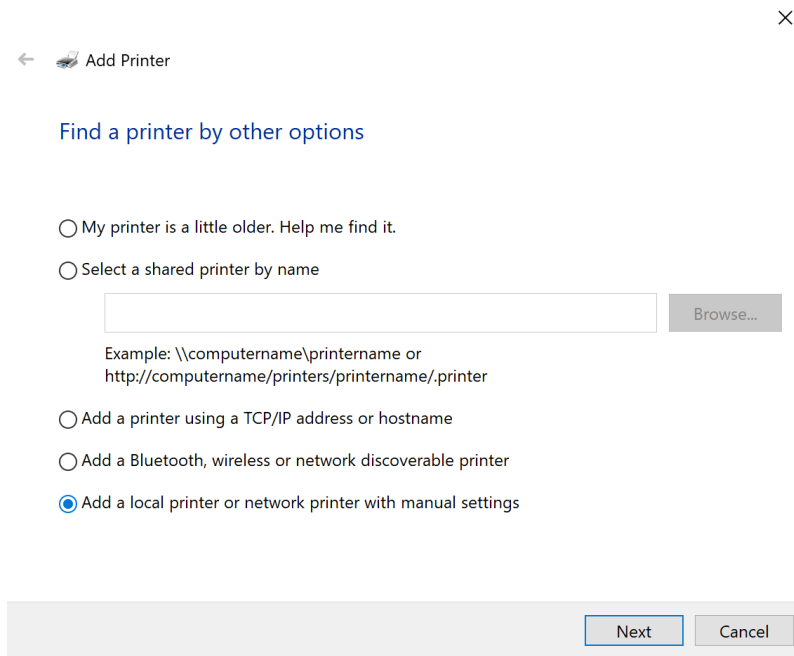 Add Printer
Find a printer by other options
My printer is a little older. Help me find it.
Select a shared printer by name
Browse...
Example: \\computername\printername or
http://computername/printers/printername/.printer
Add a printer using a TCP/IP address or hostname
Add a Bluetooth, wireless or network discoverable printer
Add a local printer or network printer with manual settings
Next
Cancel